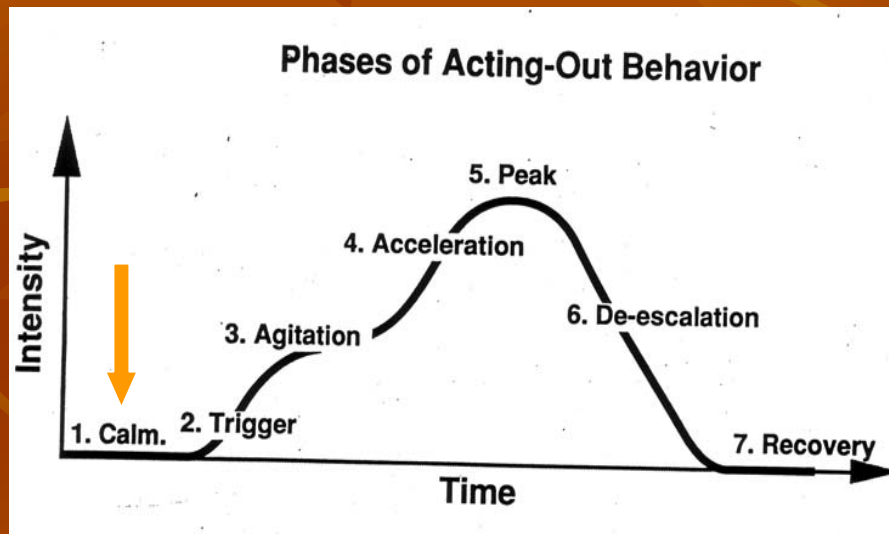 Phases of Acting-Out Behavior
5. Peak
4. Acceleration
3. Agitation
6. De-escalation
1. Calm.
2. Trigger
7. Recovery
Intensity
Time